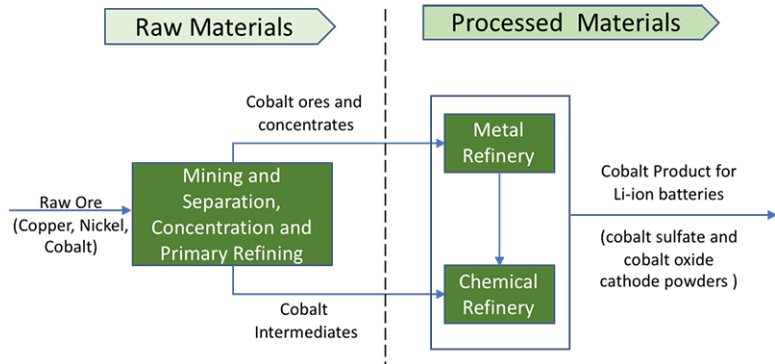 Raw Materials
Processed Materials
Cobalt ores and
concentrates
Metal
Refinery
Mining and
Separation,
Concentration and
Primary Refining
Raw Ore
(Copper, Nickel,
Cobalt)
Cobalt Product for
Li-ion batteries
(cobalt sulfate and
cobalt oxide
cathode powders )
Chemical
Refinery
Cobalt
Intermediates